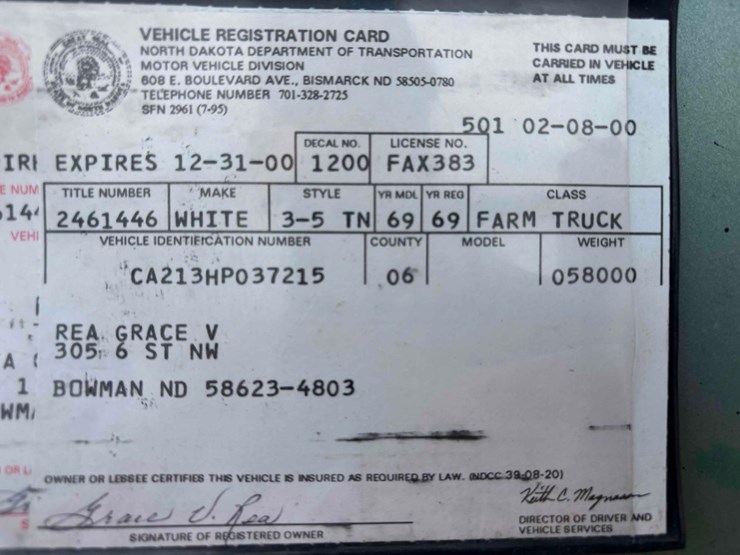 VEHICLE REGISTRATION CARD
NORTH DAKOTA DEPARTMENT OF TRANSPORTATION
MOTOR VEHICLE DIVISION
608 E. BOULEVARD AVE., BISMARCK ND 58505-0780
TELEPHONE NUMBER 701-328-2725
SFN 2961 (7-95)
THIS CARD MUST BE
CARRIED IN VEHICLE
AT ALL TIMES
501 02-08-00
EXPIRES 12-31-00
DECAL NO.
1200
LICENSE NO.
FAX383
TITLE NUMBER MAKE STYLE YR MDL YR REG CLASS
2461446 WHITE 3-5 TN 69 69 FARM TRUCK
VEHICLE IDENTIFICATION NUMBER COUNTY MODEL WEIGHT
CA213HP037215 06 058000
REA GRACE V
305 6 ST NW
BOWMAN ND 58623-4803
OWNER OR LESSEE CERTIFIES THIS VEHICLE IS INSURED AS REQUIRED BY LAW. (NDCC 39-08-20)
Grace V. Rea
SIGNATURE OF REGISTERED OWNER
Keith C. Magnuson
DIRECTOR OF DRIVER AND
VEHICLE SERVICES